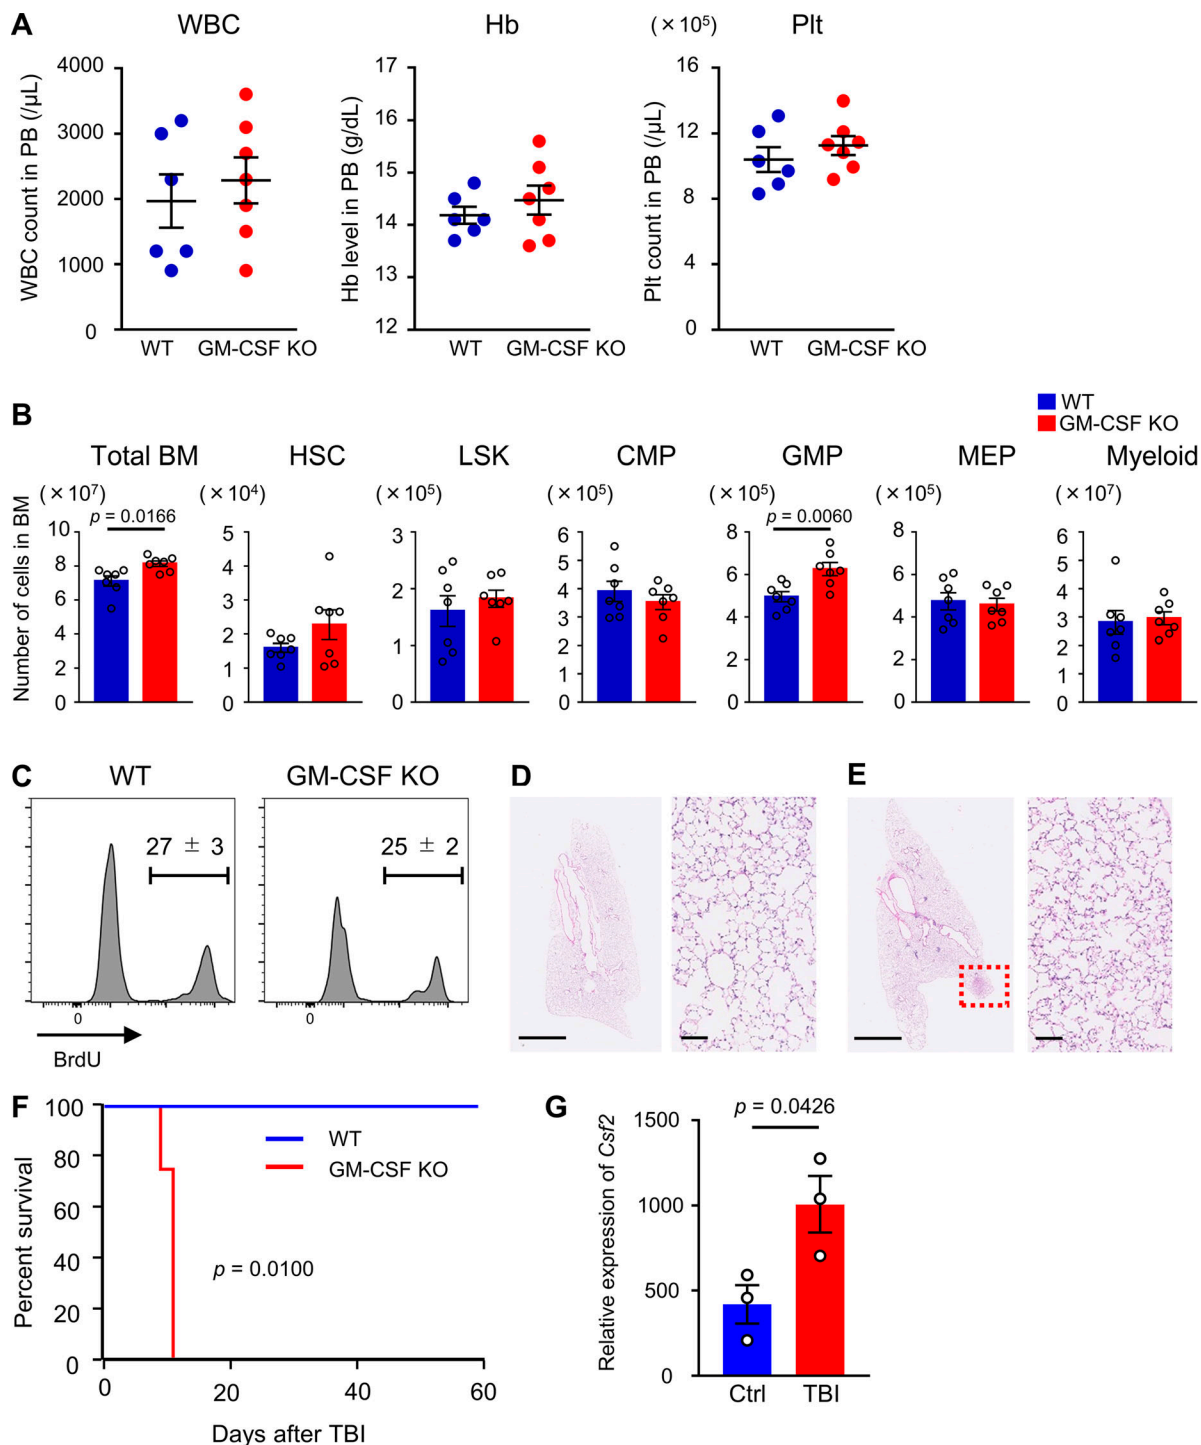 A
WBC
Hb
(×10⁵)
Plt
WBC count in PB (/μL)
4000
3000
2000
1000
0
WT
GM-CSF KO
Hb level in PB (g/dL)
17
16
15
14
13
12
WT
GM-CSF KO
Plt count in PB (/μL)
16
12
8
4
0
WT
GM-CSF KO
B
WT
GM-CSF KO
Number of cells in BM
Total BM
(×10⁷)
p = 0.0166
10
8
6
4
2
0
HSC
(×10⁴)
5
4
3
2
1
0
LSK
(×10⁵)
3
2
1
0
CMP
(×10⁵)
6
5
4
3
2
1
0
GMP
(×10⁵)
p = 0.0060
8
6
4
2
0
MEP
(×10⁵)
8
6
4
2
0
Myeloid
(×10⁷)
6
5
4
3
2
1
0
C
WT
27 ± 3
0
BrdU
GM-CSF KO
25 ± 2
0
D
E
F
Percent survival
100
80
60
40
20
0
WT
GM-CSF KO
p = 0.0100
0
20
40
60
Days after TBI
G
Relative expression of Csf2
p = 0.0426
1500
1000
500
0
Ctrl
TBI